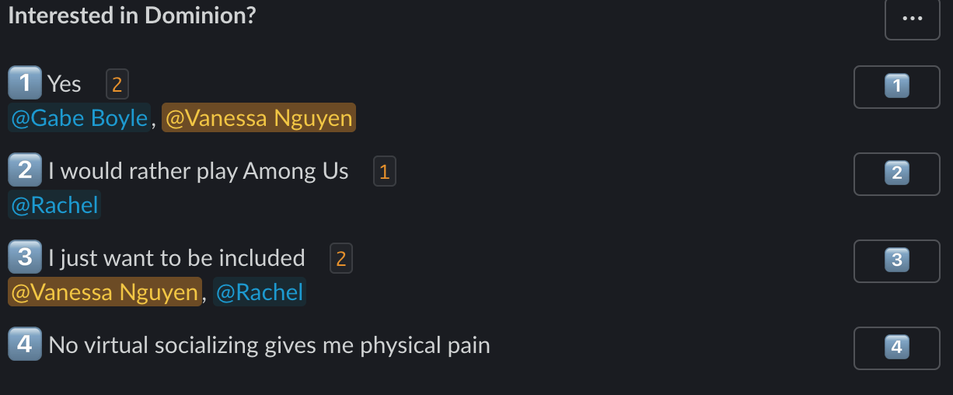 Interested in Dominion?
...
1 Yes 2
1
@Gabe Boyle, @Vanessa Nguyen
2 I would rather play Among Us 1
2
@Rachel
3 I just want to be included 2
3
@Vanessa Nguyen, @Rachel
4 No virtual socializing gives me physical pain
4